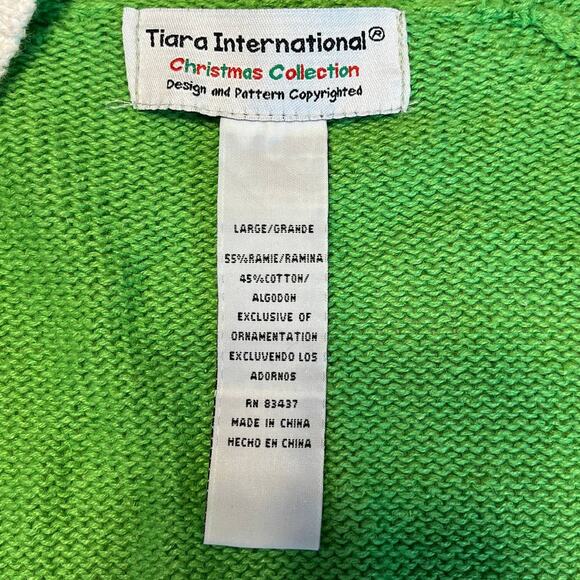 Tiara International®
Christmas Collection
Design and Pattern Copyrighted
LARGE/GRANDE
55%RAMIE/RAMINA
45%COTTON/
ALGODON
EXCLUSIVE OF
ORNAMENTATION
EXCLUVENDO LOS
ADORNOS
RN 83437
MADE IN CHINA
HECHO EN CHINA